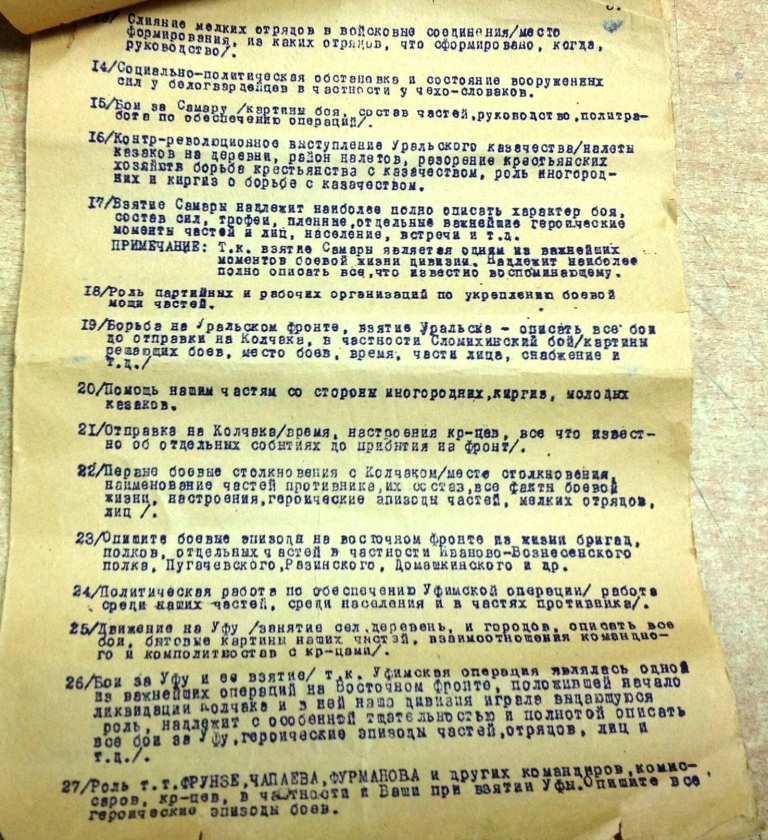 13/Слияние мелких отрядов в войсковые соединения/место
формирования, из каких отрядов, что сформировано, когда,
руководство/.
14/Социально-политическая обстановка и состояние вооруженных
сил у белогвардейцев в частности у чехо-словаков.
15/Бои за Самару /картины боя, состав частей,руководство,политра-
бота по обеспечению операций/.
16/Контр-революционное выступление Уральского казачества/налеты
казаков на деревни, район налетов, разорение крестьянских
хозяйств борьба крестьянства с казачеством, роль иногород-
них и киргиз о борьбе с казачеством.
17/Взятие Самары надлежит наиболее полно описать характер боя,
состав сил, трофеи, пленные,отдельные важнейшие героические
моменты частей и лиц, население, встречи и т.д.
ПРИМЕЧАНИЕ: Т.к. взятие Самары является одним из важнейших
моментов боевой жизни дивизии. Надлежит наиболее
полно описать все,что известно воспоминающему.
18/Роль партийных и рабочих организаций по укреплению боевой
мощи частей.
19/Борьба на Уральском фронте, взятие Уральска - описать все бои
до отправки на Колчака, в частности Сломихинский бой/картины
решающих боев, место боев, время, части лица, снабжение и
т.д./
20/Помощь нашим частям со стороны иногородних,киргиз, молодых
казаков.
21/Отправка на Колчака/время, настроения кр-цев, все что извест-
но об отдельных событиях до прибытия на фронт/.
22/Первые боевые столкновения с Колчаком/месте столкновения,
наименование частей противника,их состав,все факты боевой
жизни, настроения,героические эпизоды частей, мелких отрядов,
лиц /.
23/Опишите боевые эпизоды на восточном фронте из жизни бригад,
полков, отдельных частей в частности Иваново-Вознесенского
полка, Пугачевского,Разинского, Домашкинского и др.
24/Политическая работа по обеспечению Уфимской операции/ работа
среди наших частей, среди населения и в частях противника/.
25/Движение на Уфу /занятие сел,деревень, и городов, описать все
бои, бытовые картины наших частей, взаимоотношения командно-
го и комполитсостав с кр-цами/.
26/Бои за Уфу и ее взятие/ т.к. Уфимская операция являлась одной
из важнейших операций на Восточном фронте, положившей начало
ликвидации Колчака и в ней наша дивизия играла выдающуюся
роль, надлежит с особенной тщательностью и полнотой описать
все бои за Уфу,героические эпизоды частей,отрядов, лиц и
т.д./.
27/Роль т.т.ФРУНЗЕ,ЧАПАЕВА,ФУРМАНОВА и других командиров,комис-
саров, кр-цев, в частности и Ваши при взятии Уфы.Опишите все
героические эпизоды боев.